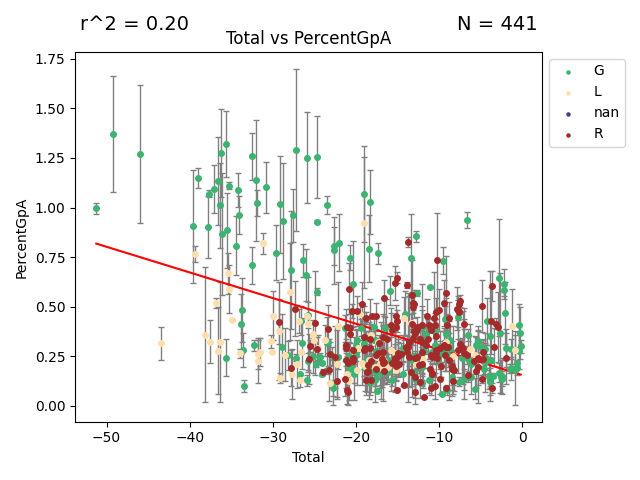 r^2 = 0.20 N = 441
Total vs PercentGpA
1.75
1.50
1.25
1.00
0.75
0.50
0.25
0.00
PercentGpA
−50 −40 −30 −20 −10 0
Total
G
L
nan
R